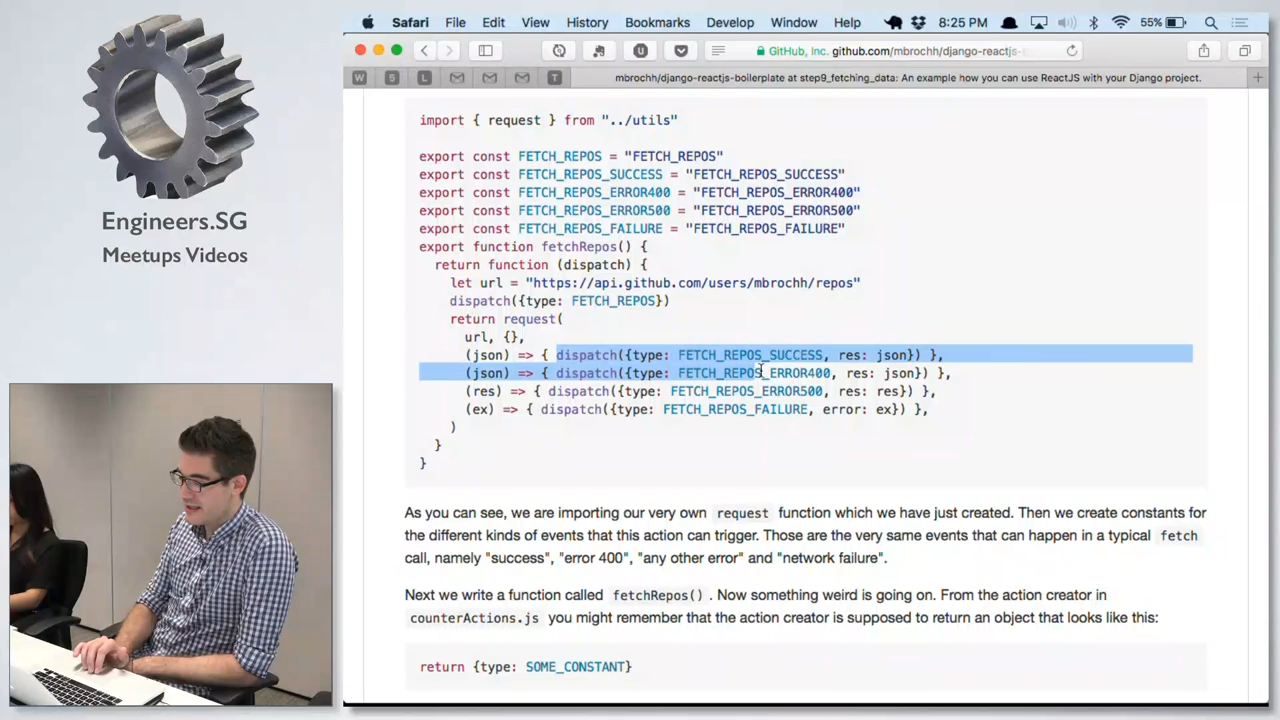 Engineers.SG
Meetups Videos
Safari File Edit View History Bookmarks Develop Window Help 8:25 PM 55%
GitHub, Inc. github.com/mbrochh/django-reactjs-
W 5 L T mbrochh/django-reactjs-boilerplate at step9_fetching_data: An example how you can use ReactJS with your Django project.
import { request } from "../utils"
export const FETCH_REPOS = "FETCH_REPOS"
export const FETCH_REPOS_SUCCESS = "FETCH_REPOS_SUCCESS"
export const FETCH_REPOS_ERROR400 = "FETCH_REPOS_ERROR400"
export const FETCH_REPOS_ERROR500 = "FETCH_REPOS_ERROR500"
export const FETCH_REPOS_FAILURE = "FETCH_REPOS_FAILURE"
export function fetchRepos() {
return function (dispatch) {
let url = "https://api.github.com/users/mbrochh/repos"
dispatch({type: FETCH_REPOS})
return request(
url, {},
(json) => { dispatch({type: FETCH_REPOS_SUCCESS, res: json}) },
(json) => { dispatch({type: FETCH_REPOS_ERROR400, res: json}) },
(res) => { dispatch({type: FETCH_REPOS_ERROR500, res: res}) },
(ex) => { dispatch({type: FETCH_REPOS_FAILURE, error: ex}) },
)
}
}
As you can see, we are importing our very own request function which we have just created. Then we create constants for
the different kinds of events that this action can trigger. Those are the very same events that can happen in a typical fetch
call, namely "success", "error 400", "any other error" and "network failure".
Next we write a function called fetchRepos() . Now something weird is going on. From the action creator in
counterActions.js you might remember that the action creator is supposed to return an object that looks like this:
return {type: SOME_CONSTANT}